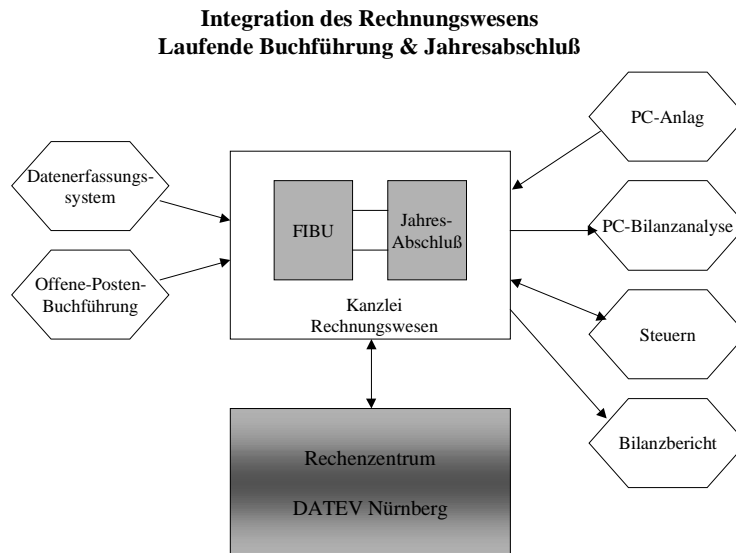 Integration des Rechnungswesens
Laufende Buchführung & Jahresabschluß
PC-Anlag
Datenerfassungs-
system
FIBU
Jahres-
Abschluß
PC-Bilanzanalyse
Offene-Posten-
Buchführung
Kanzlei
Rechnungswesen
Steuern
Bilanzbericht
Rechenzentrum
DATEV Nürnberg